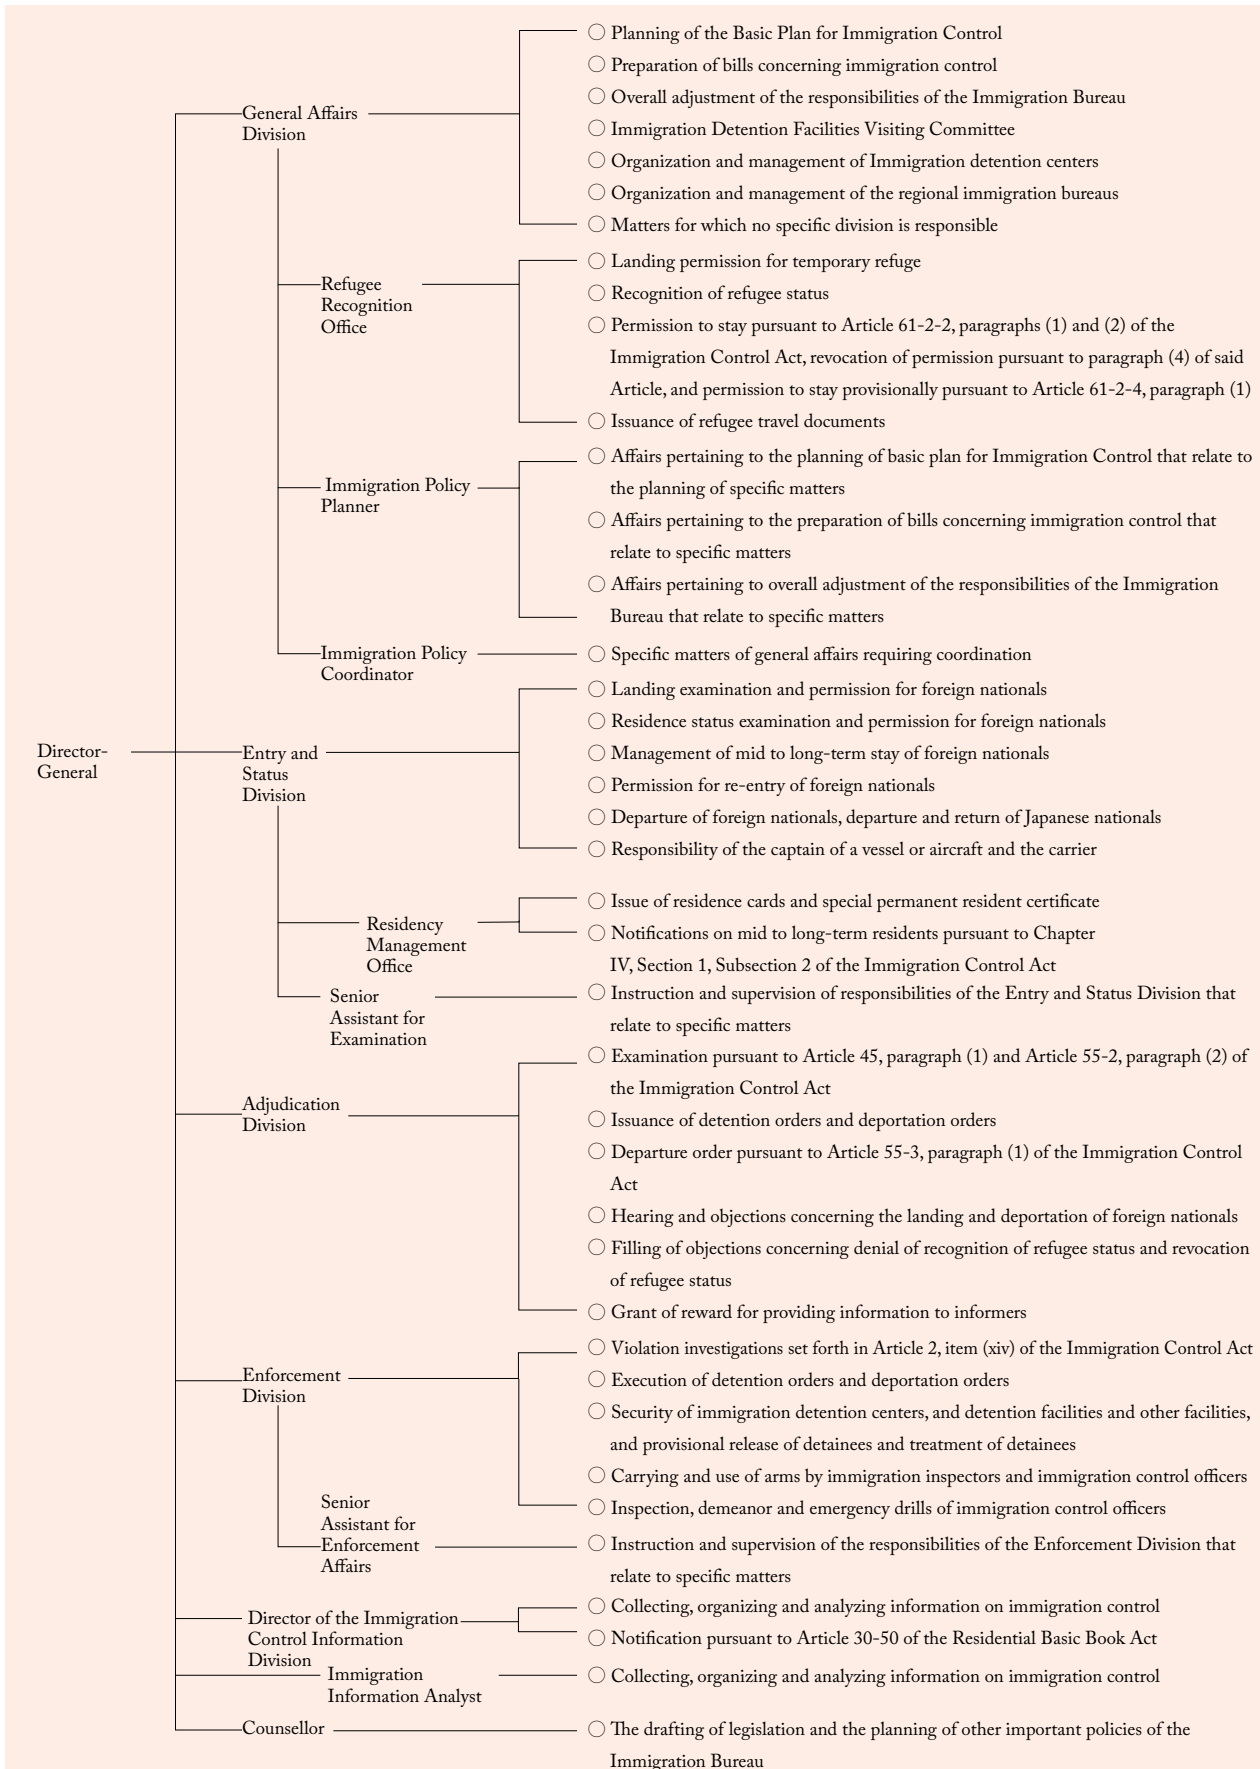 Director-
General
General Affairs
Division
○ Planning of the Basic Plan for Immigration Control
○ Preparation of bills concerning immigration control
○ Overall adjustment of the responsibilities of the Immigration Bureau
○ Immigration Detention Facilities Visiting Committee
○ Organization and management of Immigration detention centers
○ Organization and management of the regional immigration bureaus
○ Matters for which no specific division is responsible
Refugee
Recognition
Office
○ Landing permission for temporary refuge
○ Recognition of refugee status
○ Permission to stay pursuant to Article 61-2-2, paragraphs (1) and (2) of the
Immigration Control Act, revocation of permission pursuant to paragraph (4) of said
Article, and permission to stay provisionally pursuant to Article 61-2-4, paragraph (1)
○ Issuance of refugee travel documents
Immigration Policy
Planner
○ Affairs pertaining to the planning of basic plan for Immigration Control that relate to
the planning of specific matters
○ Affairs pertaining to the preparation of bills concerning immigration control that
relate to specific matters
○ Affairs pertaining to overall adjustment of the responsibilities of the Immigration
Bureau that relate to specific matters
Immigration Policy
Coordinator
○ Specific matters of general affairs requiring coordination
Entry and
Status
Division
○ Landing examination and permission for foreign nationals
○ Residence status examination and permission for foreign nationals
○ Management of mid to long-term stay of foreign nationals
○ Permission for re-entry of foreign nationals
○ Departure of foreign nationals, departure and return of Japanese nationals
○ Responsibility of the captain of a vessel or aircraft and the carrier
Residency
Management
Office
○ Issue of residence cards and special permanent resident certificate
○ Notifications on mid to long-term residents pursuant to Chapter
IV, Section 1, Subsection 2 of the Immigration Control Act
Senior
Assistant for
Examination
○ Instruction and supervision of responsibilities of the Entry and Status Division that
relate to specific matters
Adjudication
Division
○ Examination pursuant to Article 45, paragraph (1) and Article 55-2, paragraph (2) of
the Immigration Control Act
○ Issuance of detention orders and deportation orders
○ Departure order pursuant to Article 55-3, paragraph (1) of the Immigration Control
Act
○ Hearing and objections concerning the landing and deportation of foreign nationals
○ Filling of objections concerning denial of recognition of refugee status and revocation
of refugee status
○ Grant of reward for providing information to informers
Enforcement
Division
○ Violation investigations set forth in Article 2, item (xiv) of the Immigration Control Act
○ Execution of detention orders and deportation orders
○ Security of immigration detention centers, and detention facilities and other facilities,
and provisional release of detainees and treatment of detainees
○ Carrying and use of arms by immigration inspectors and immigration control officers
○ Inspection, demeanor and emergency drills of immigration control officers
Senior
Assistant for
Enforcement
Affairs
○ Instruction and supervision of the responsibilities of the Enforcement Division that
relate to specific matters
Director of the Immigration
Control Information
Division
○ Collecting, organizing and analyzing information on immigration control
○ Notification pursuant to Article 30-50 of the Residential Basic Book Act
Immigration
Information Analyst
○ Collecting, organizing and analyzing information on immigration control
Counsellor
○ The drafting of legislation and the planning of other important policies of the
Immigration Bureau